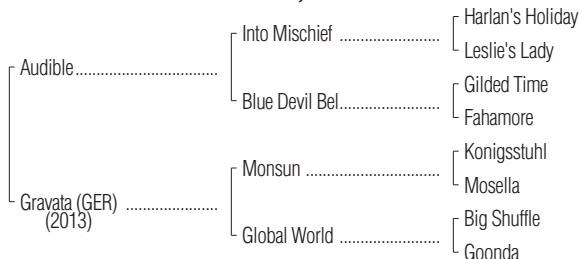 Harlan's Holiday
Into Mischief ....................
Leslie's Lady
Audible............................
Gilded Time
Blue Devil Bel....................
Fahamore
Konigsstuhl
Monsun ..........................
Mosella
Gravata (GER) ..................
(2013)
Big Shuffle
Global World ...................
Goonda